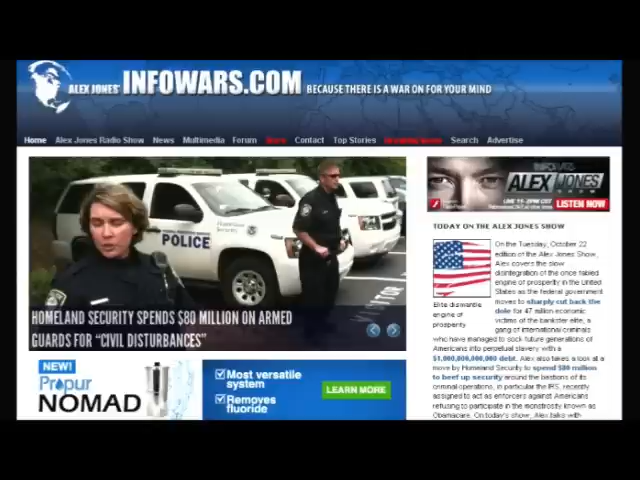 ALEX JONES' INFOWARS.COM BECAUSE THERE IS A WAR ON FOR YOUR MIND
Home Alex Jones Radio Show News Multimedia Forum Contact Top Stories Search Advertise
POLICE
HOMELAND SECURITY SPENDS $80 MILLION ON ARMED
GUARDS FOR "CIVIL DISTURBANCES"
VISITOR
NEW!
Propur
NOMAD
Most versatile
system
Removes
fluoride
LEARN MORE
INFOWARS
ALEX JONES
SHOW
LISTEN NOW
TODAY ON THE ALEX JONES SHOW
Elite dismantle
engine of
prosperity
On the Tuesday, October 22
edition of the Alex Jones Show,
Alex covers the slow
disintegration of the once fabled
engine of prosperity in the United
States as the federal government
moves to sharply cut back the
dole for 47 million economic
victims of the bankster elite, a
gang of international criminals
who have managed to sock future generations of
Americans into perpetual slavery with a
debt. Alex also takes a look at a
move by Homeland Security to spend $80 million
to beef up security around the bastions of its
criminal operations, in particular the IRS, recently
assigned to act as enforcers against Americans
refusing to participate in the monstrosity known as
Obamacare. On today's show, Alex talks with